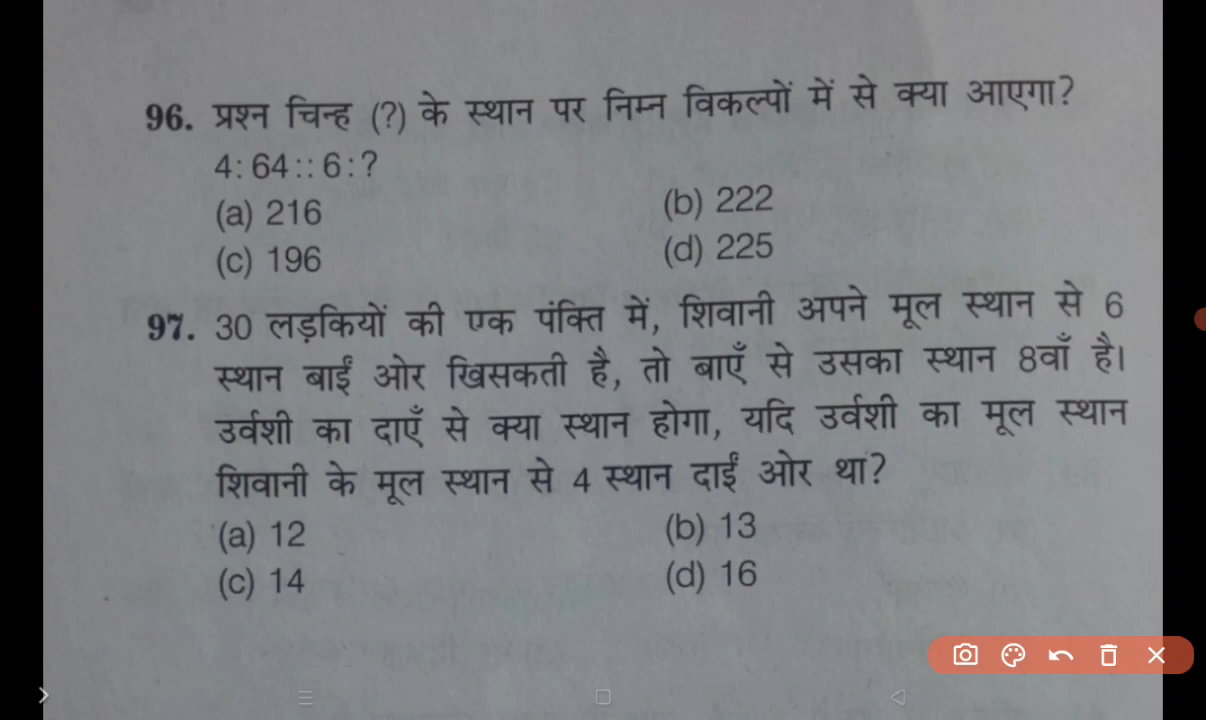 96. प्रश्न चिन्ह (?) के स्थान पर निम्न विकल्पों में से क्या आएगा?
4:64::6:?
(a) 216 (b) 222
(c) 196 (d) 225
97. 30 लड़कियों की एक पंक्ति में, शिवानी अपने मूल स्थान से 6
स्थान बाईं ओर खिसकती है, तो बाएँ से उसका स्थान 8वाँ है।
उर्वशी का दाएँ से क्या स्थान होगा, यदि उर्वशी का मूल स्थान
शिवानी के मूल स्थान से 4 स्थान दाईं ओर था?
(a) 12 (b) 13
(c) 14 (d) 16